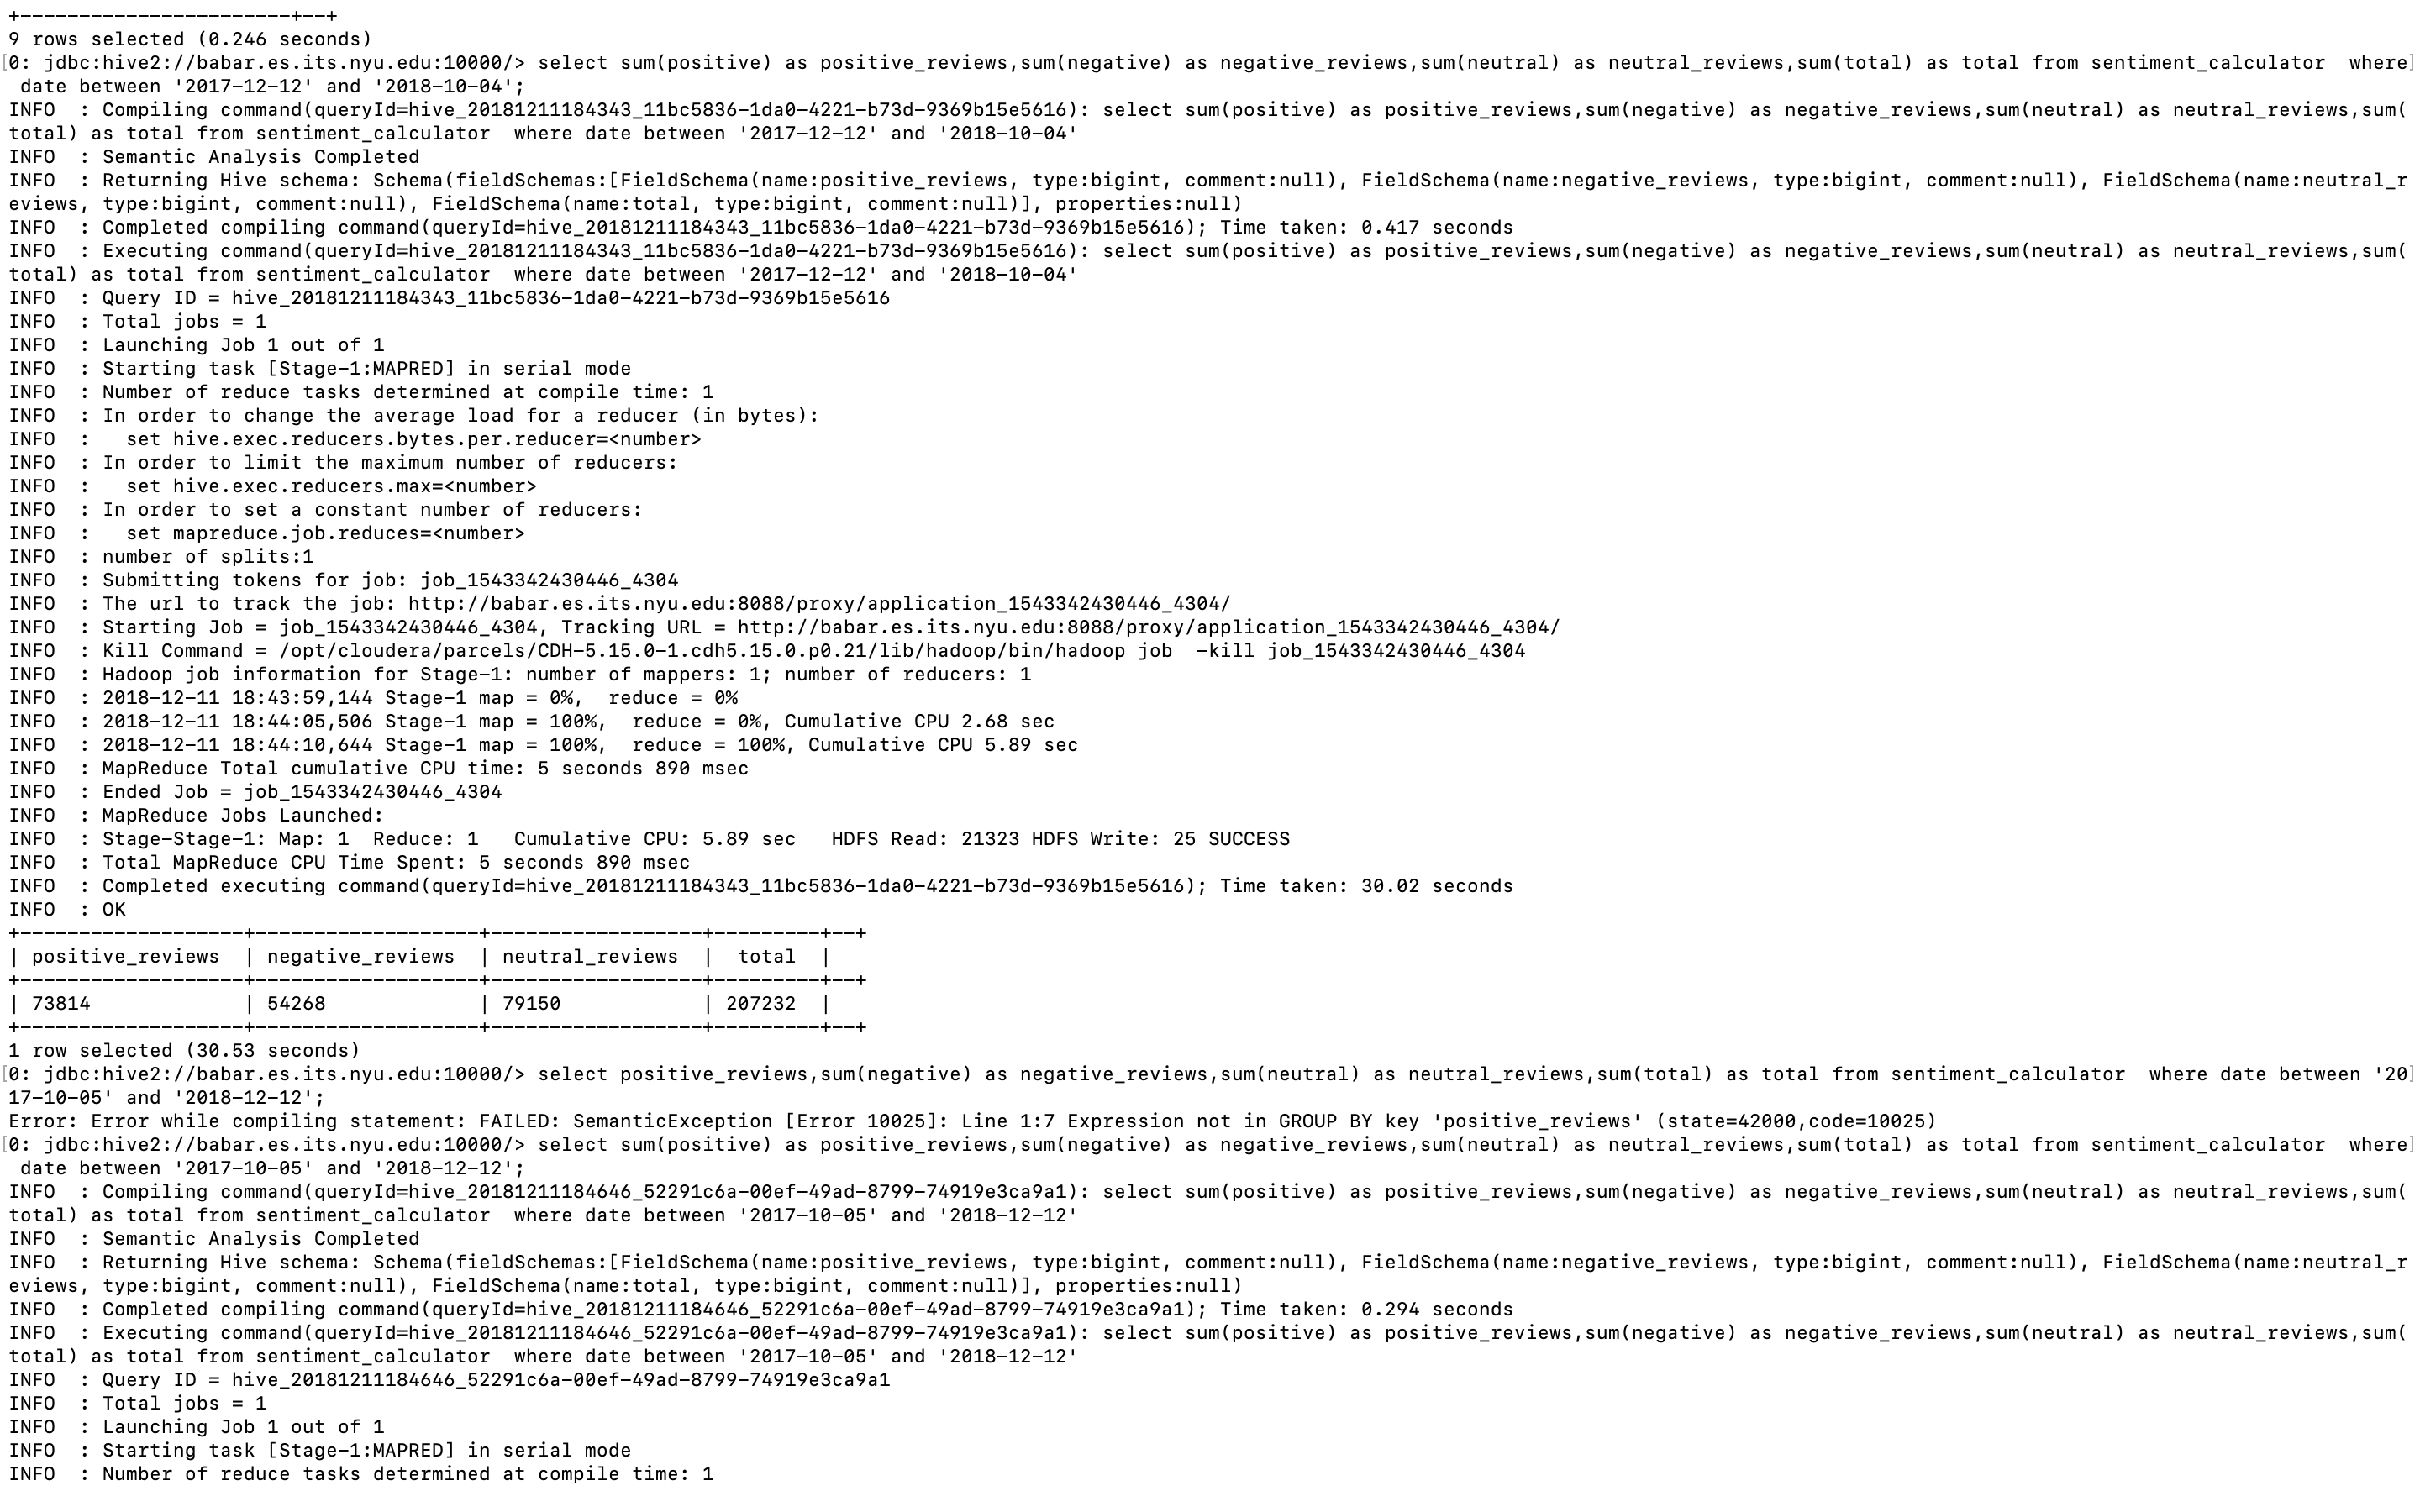 +-----------------------+--+
9 rows selected (0.246 seconds)
[0: jdbc:hive2://babar.es.its.nyu.edu:10000/> select sum(positive) as positive_reviews,sum(negative) as negative_reviews,sum(neutral) as neutral_reviews,sum(total) as total from sentiment_calculator  where]
 date between '2017-12-12' and '2018-10-04';
INFO  : Compiling command(queryId=hive_20181211184343_11bc5836-1da0-4221-b73d-9369b15e5616): select sum(positive) as positive_reviews,sum(negative) as negative_reviews,sum(neutral) as neutral_reviews,sum(
total) as total from sentiment_calculator  where date between '2017-12-12' and '2018-10-04'
INFO  : Semantic Analysis Completed
INFO  : Returning Hive schema: Schema(fieldSchemas:[FieldSchema(name:positive_reviews, type:bigint, comment:null), FieldSchema(name:negative_reviews, type:bigint, comment:null), FieldSchema(name:neutral_r
eviews, type:bigint, comment:null), FieldSchema(name:total, type:bigint, comment:null)], properties:null)
INFO  : Completed compiling command(queryId=hive_20181211184343_11bc5836-1da0-4221-b73d-9369b15e5616); Time taken: 0.417 seconds
INFO  : Executing command(queryId=hive_20181211184343_11bc5836-1da0-4221-b73d-9369b15e5616): select sum(positive) as positive_reviews,sum(negative) as negative_reviews,sum(neutral) as neutral_reviews,sum(
total) as total from sentiment_calculator  where date between '2017-12-12' and '2018-10-04'
INFO  : Query ID = hive_20181211184343_11bc5836-1da0-4221-b73d-9369b15e5616
INFO  : Total jobs = 1
INFO  : Launching Job 1 out of 1
INFO  : Starting task [Stage-1:MAPRED] in serial mode
INFO  : Number of reduce tasks determined at compile time: 1
INFO  : In order to change the average load for a reducer (in bytes):
INFO  :   set hive.exec.reducers.bytes.per.reducer=<number>
INFO  : In order to limit the maximum number of reducers:
INFO  :   set hive.exec.reducers.max=<number>
INFO  : In order to set a constant number of reducers:
INFO  :   set mapreduce.job.reduces=<number>
INFO  : number of splits:1
INFO  : Submitting tokens for job: job_1543342430446_4304
INFO  : The url to track the job: http://babar.es.its.nyu.edu:8088/proxy/application_1543342430446_4304/
INFO  : Starting Job = job_1543342430446_4304, Tracking URL = http://babar.es.its.nyu.edu:8088/proxy/application_1543342430446_4304/
INFO  : Kill Command = /opt/cloudera/parcels/CDH-5.15.0-1.cdh5.15.0.p0.21/lib/hadoop/bin/hadoop job  -kill job_1543342430446_4304
INFO  : Hadoop job information for Stage-1: number of mappers: 1; number of reducers: 1
INFO  : 2018-12-11 18:43:59,144 Stage-1 map = 0%,  reduce = 0%
INFO  : 2018-12-11 18:44:05,506 Stage-1 map = 100%,  reduce = 0%, Cumulative CPU 2.68 sec
INFO  : 2018-12-11 18:44:10,644 Stage-1 map = 100%,  reduce = 100%, Cumulative CPU 5.89 sec
INFO  : MapReduce Total cumulative CPU time: 5 seconds 890 msec
INFO  : Ended Job = job_1543342430446_4304
INFO  : MapReduce Jobs Launched:
INFO  : Stage-Stage-1: Map: 1  Reduce: 1   Cumulative CPU: 5.89 sec   HDFS Read: 21323 HDFS Write: 25 SUCCESS
INFO  : Total MapReduce CPU Time Spent: 5 seconds 890 msec
INFO  : Completed executing command(queryId=hive_20181211184343_11bc5836-1da0-4221-b73d-9369b15e5616); Time taken: 30.02 seconds
INFO  : OK
+-------------------+-------------------+------------------+---------+--+
| positive_reviews  | negative_reviews  | neutral_reviews  |  total  |
+-------------------+-------------------+------------------+---------+--+
| 73814             | 54268             | 79150            | 207232  |
+-------------------+-------------------+------------------+---------+--+
1 row selected (30.53 seconds)
[0: jdbc:hive2://babar.es.its.nyu.edu:10000/> select positive_reviews,sum(negative) as negative_reviews,sum(neutral) as neutral_reviews,sum(total) as total from sentiment_calculator  where date between '20]
17-10-05' and '2018-12-12';
Error: Error while compiling statement: FAILED: SemanticException [Error 10025]: Line 1:7 Expression not in GROUP BY key 'positive_reviews' (state=42000,code=10025)
[0: jdbc:hive2://babar.es.its.nyu.edu:10000/> select sum(positive) as positive_reviews,sum(negative) as negative_reviews,sum(neutral) as neutral_reviews,sum(total) as total from sentiment_calculator  where]
 date between '2017-10-05' and '2018-12-12';
INFO  : Compiling command(queryId=hive_20181211184646_52291c6a-00ef-49ad-8799-74919e3ca9a1): select sum(positive) as positive_reviews,sum(negative) as negative_reviews,sum(neutral) as neutral_reviews,sum(
total) as total from sentiment_calculator  where date between '2017-10-05' and '2018-12-12'
INFO  : Semantic Analysis Completed
INFO  : Returning Hive schema: Schema(fieldSchemas:[FieldSchema(name:positive_reviews, type:bigint, comment:null), FieldSchema(name:negative_reviews, type:bigint, comment:null), FieldSchema(name:neutral_r
eviews, type:bigint, comment:null), FieldSchema(name:total, type:bigint, comment:null)], properties:null)
INFO  : Completed compiling command(queryId=hive_20181211184646_52291c6a-00ef-49ad-8799-74919e3ca9a1); Time taken: 0.294 seconds
INFO  : Executing command(queryId=hive_20181211184646_52291c6a-00ef-49ad-8799-74919e3ca9a1): select sum(positive) as positive_reviews,sum(negative) as negative_reviews,sum(neutral) as neutral_reviews,sum(
total) as total from sentiment_calculator  where date between '2017-10-05' and '2018-12-12'
INFO  : Query ID = hive_20181211184646_52291c6a-00ef-49ad-8799-74919e3ca9a1
INFO  : Total jobs = 1
INFO  : Launching Job 1 out of 1
INFO  : Starting task [Stage-1:MAPRED] in serial mode
INFO  : Number of reduce tasks determined at compile time: 1